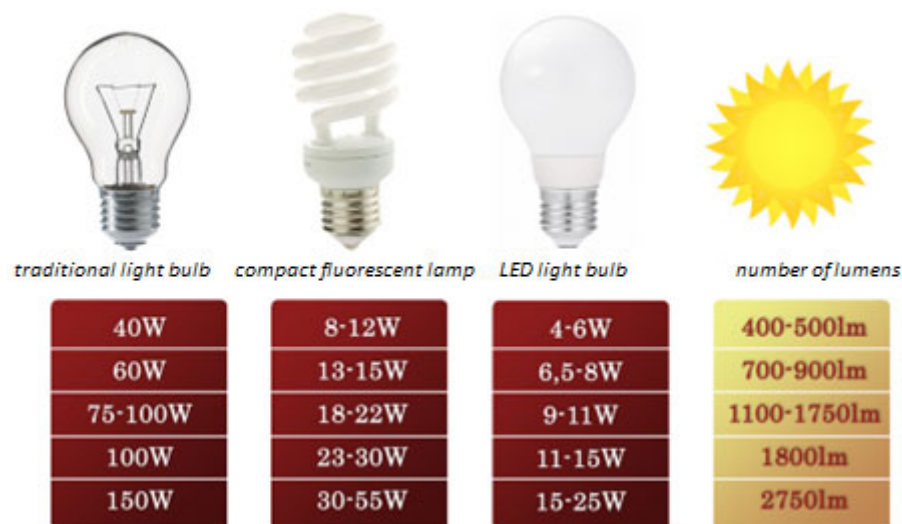 traditional light bulb compact fluorescent lamp LED light bulb number of lumens
40W 8-12W 4-6W 400-500lm
60W 13-15W 6,5-8W 700-900lm
75-100W 18-22W 9-11W 1100-1750lm
100W 23-30W 11-15W 1800lm
150W 30-55W 15-25W 2750lm